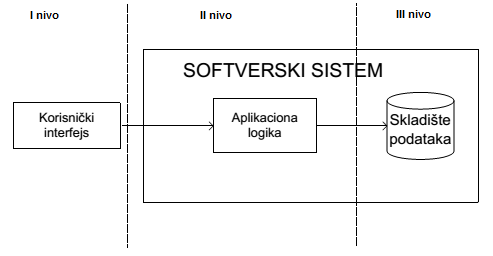 I nivo
II nivo
III nivo
SOFTVERSKI SISTEM
Korisnički
interfejs
Aplikaciona
logika
Skladište
podataka